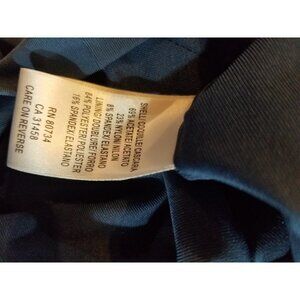 SHELL/COQUILLE/CASCARA
69% ACETATE/ACETATO
23% NYLON/NILON
8% SPANDEX/ELASTANO
LINING/DOUBLURE/FORRO
84% POLYESTER/POLIESTER
16% SPANDEX/ELASTANO
RN 80734
CA 31458
CARE ON REVERSE